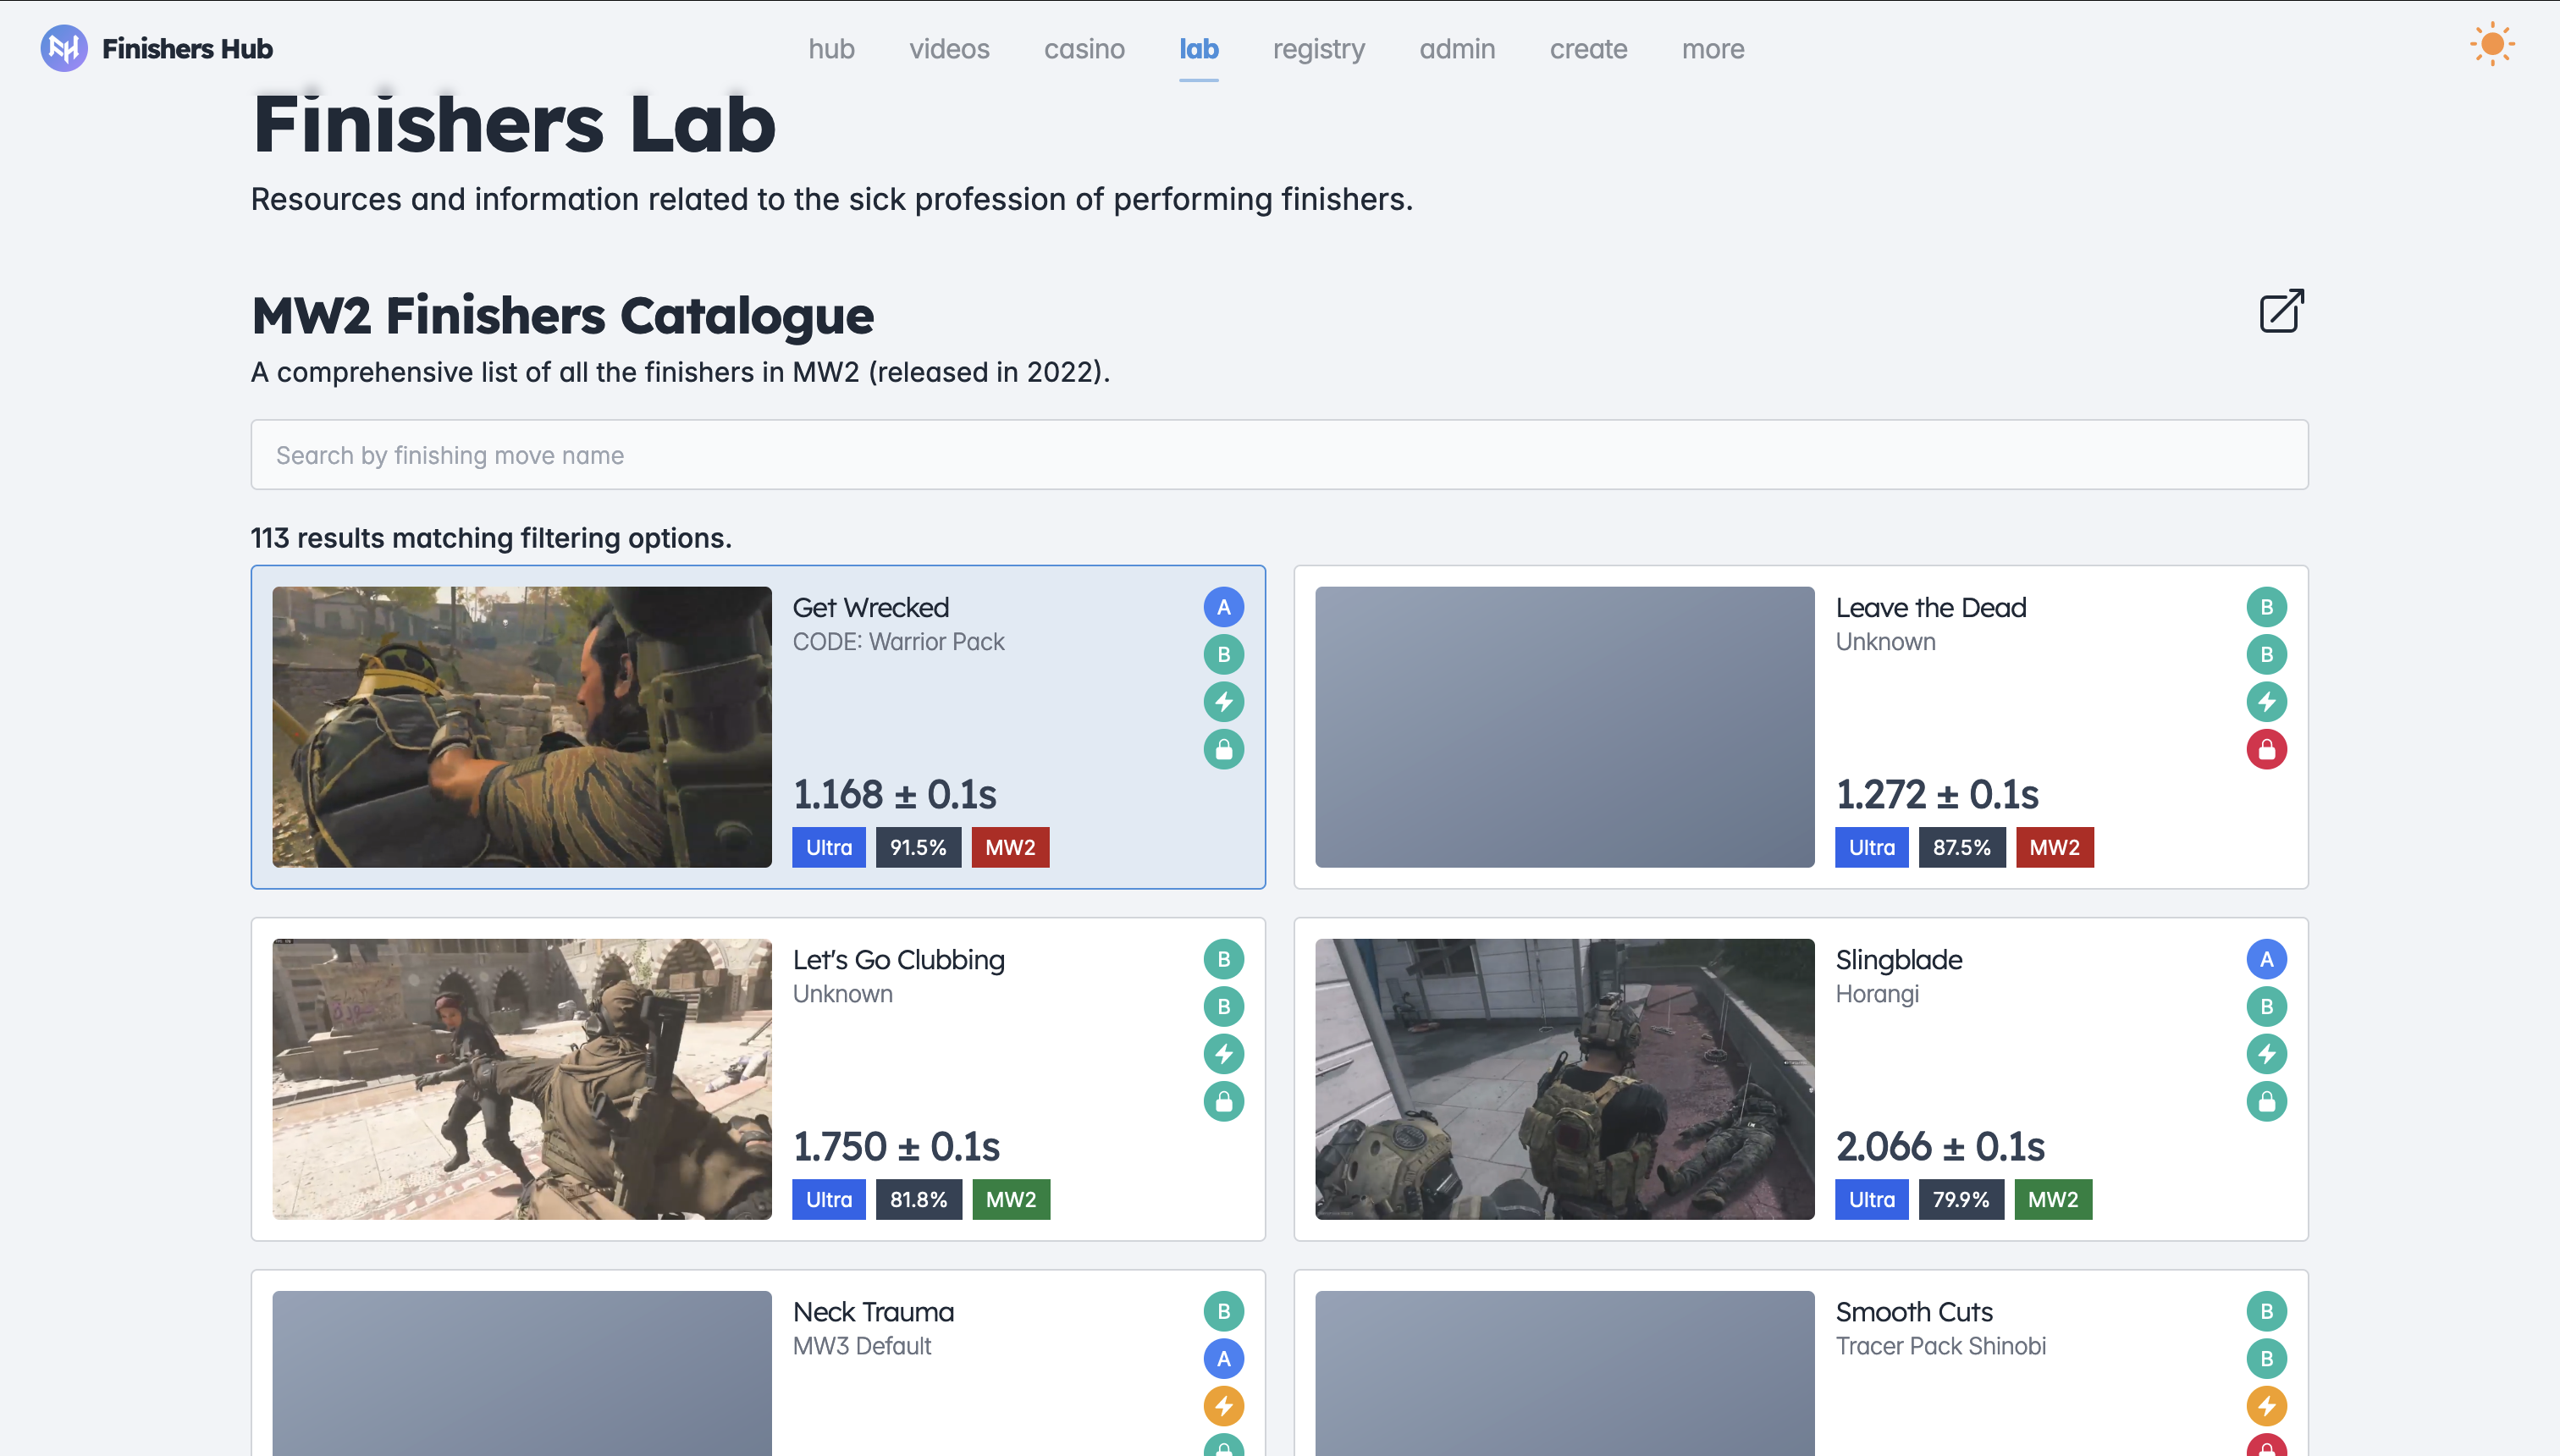 Finishers Hub
hub videos casino lab registry admin create more
Finishers Lab
Resources and information related to the sick profession of performing finishers.
MW2 Finishers Catalogue
A comprehensive list of all the finishers in MW2 (released in 2022).
Search by finishing move name
113 results matching filtering options.
Get Wrecked
CODE: Warrior Pack
A
B
1.168 ± 0.1s
Ultra 91.5% MW2
Leave the Dead
Unknown
B
B
1.272 ± 0.1s
Ultra 87.5% MW2
Let's Go Clubbing
Unknown
B
B
1.750 ± 0.1s
Ultra 81.8% MW2
Slingblade
Horangi
A
B
2.066 ± 0.1s
Ultra 79.9% MW2
Neck Trauma
MW3 Default
B
A
Smooth Cuts
Tracer Pack Shinobi
B
B